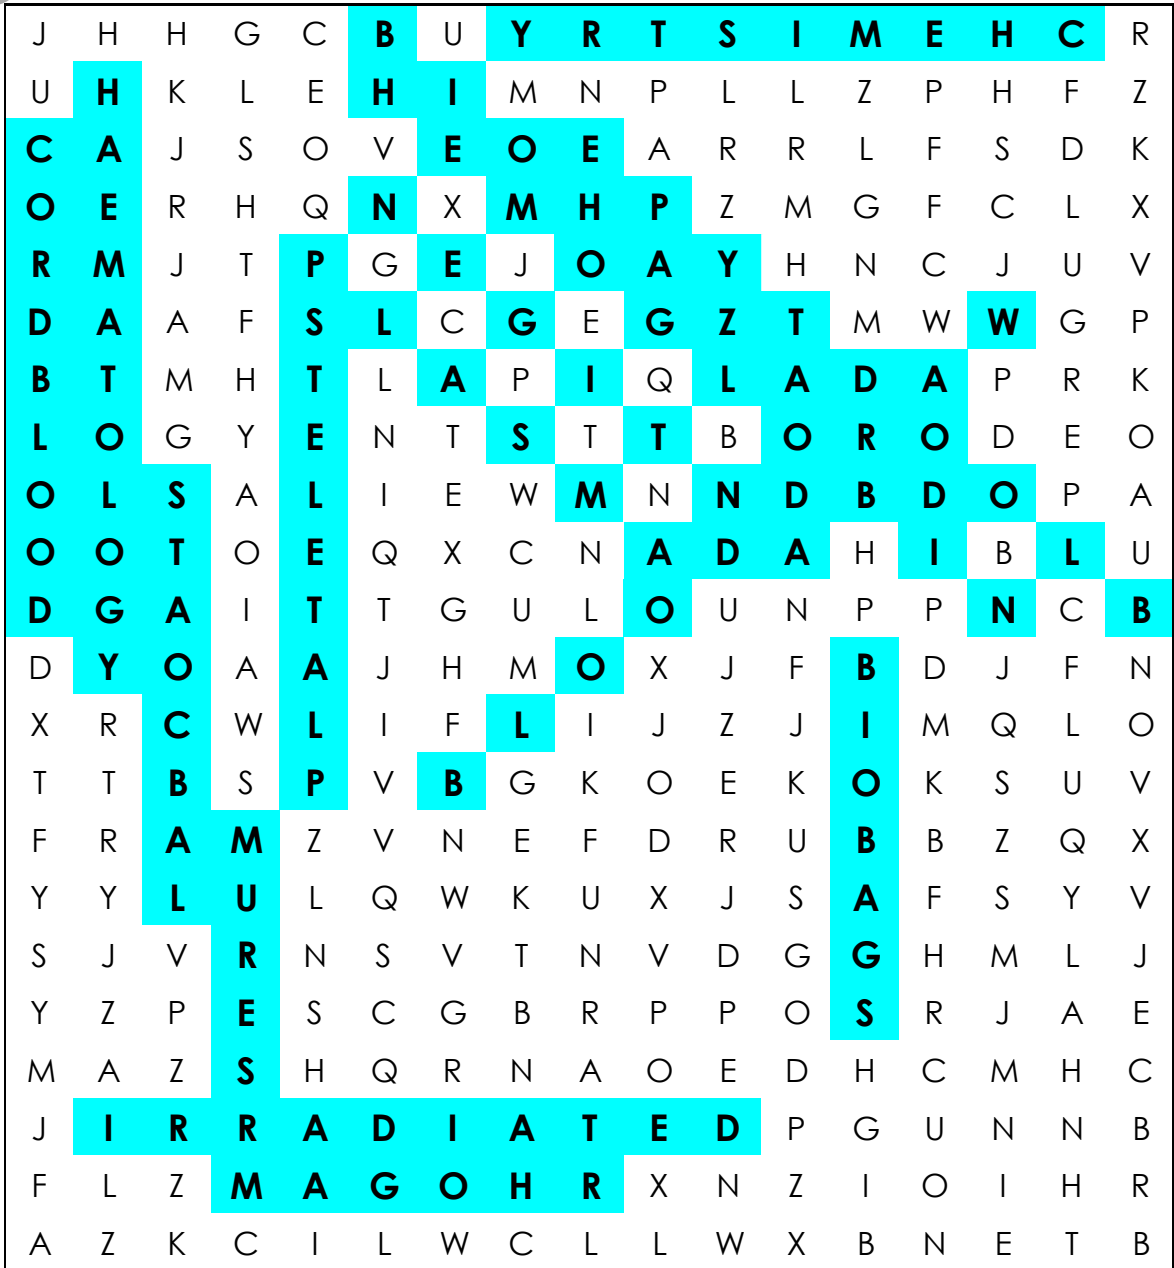 J H H G C B U Y R T S I M E H C R
U H K L E H I M N P L L Z P H F Z
C A J S O V E O E A R R L F S D K
O E R H Q N X M H P Z M G F C L X
R M J T P G E J O A Y H N C J U V
D A A F S L C G E G Z T M W W G P
B T M H T L A P I Q L A D A P R K
L O G Y E N T S T T B O R O D E O
O L S A L I E W M N N D B D O P A
O O T O E Q X C N A D A H I B L U
D G A I T T G U L O U N P P N C B
D Y O A A J H M O X J F B D J F N
X R C W L I F L I J Z J I M Q L O
T T B S P V B G K O E K O K S U V
F R A M Z V N E F D R U B B Z Q X
Y Y L U L Q W K U X J S A F S Y V
S J V R N S V T N V D G G H M L J
Y Z P E S C G B R P P O S R J A E
M A Z S H Q R N A O E D H C M H C
J I R R A D I A T E D P G U N N B
F L Z M A G O H R X N Z I O I H R
A Z K C I L W C L L W X B N E T B